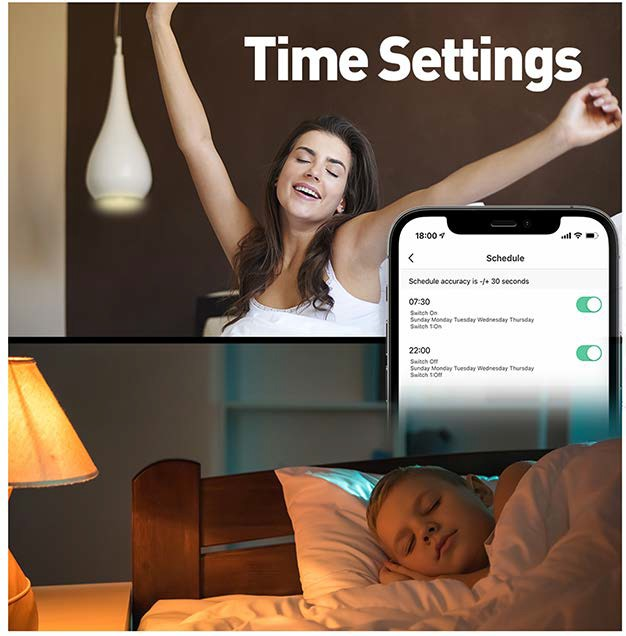 Time Settings
18:00
Schedule
Schedule accuracy is -/+ 30 seconds
07:30
Switch On
Sunday Monday Tuesday Wednesday Thursday
Switch 1:On
22:00
Switch Off
Sunday Monday Tuesday Wednesday Thursday
Switch 1:Off